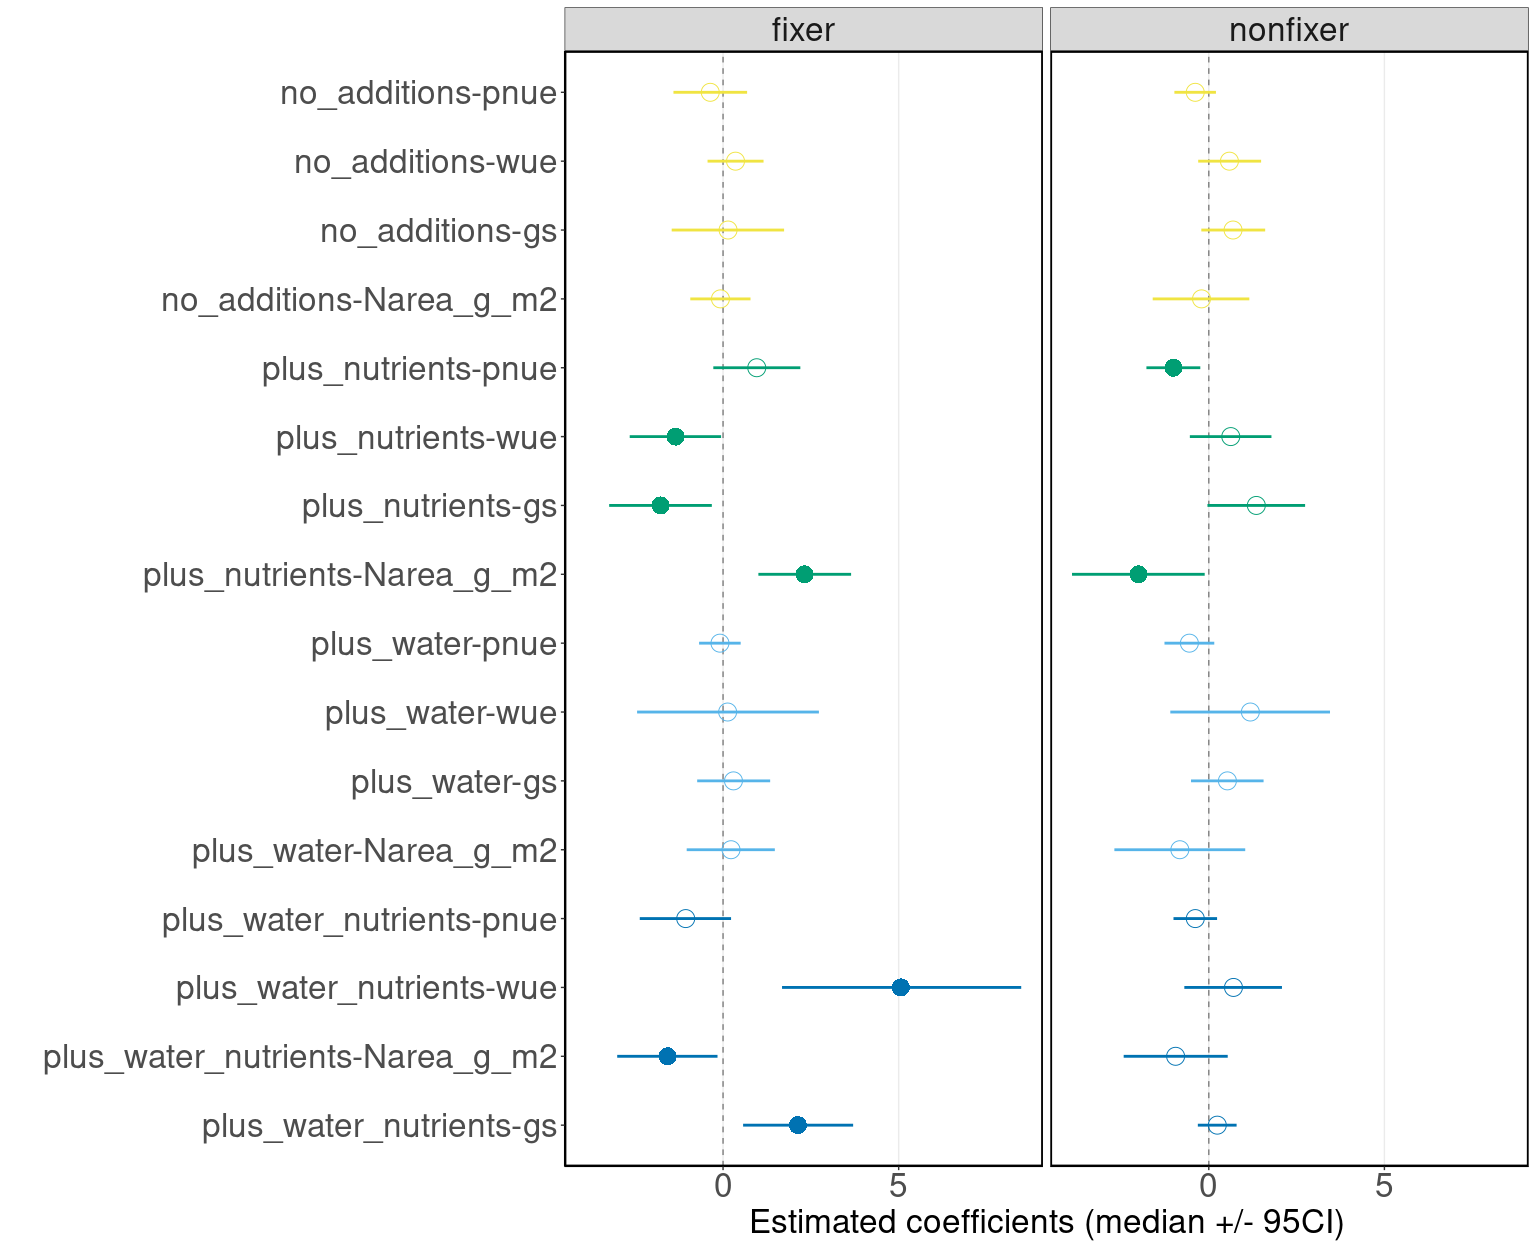 fixer nonfixer
no_additions-pnue
no_additions-wue
no_additions-gs
no_additions-Narea_g_m2
plus_nutrients-pnue
plus_nutrients-wue
plus_nutrients-gs
plus_nutrients-Narea_g_m2
plus_water-pnue
plus_water-wue
plus_water-gs
plus_water-Narea_g_m2
plus_water_nutrients-pnue
plus_water_nutrients-wue
plus_water_nutrients-Narea_g_m2
plus_water_nutrients-gs
0 5 0 5
Estimated coefficients (median +/- 95CI)